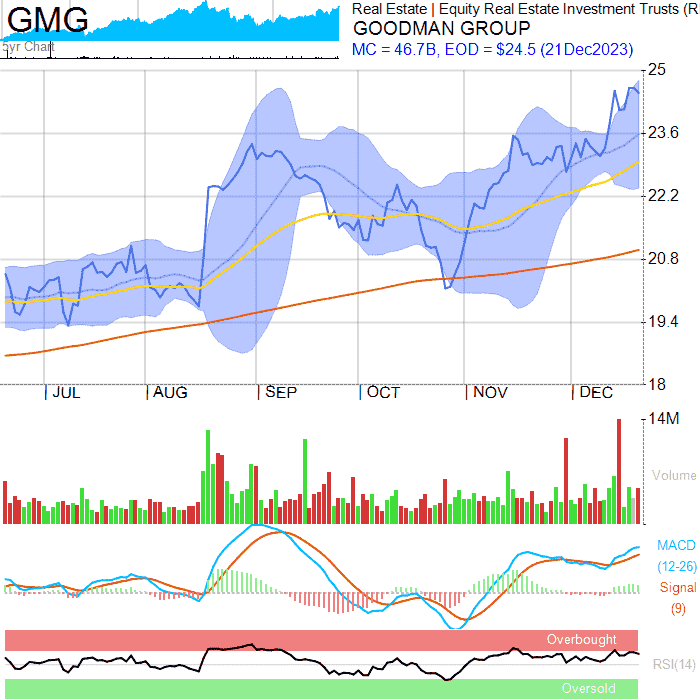 GMG
5yr Chart
Real Estate | Equity Real Estate Investment Trusts (R
GOODMAN GROUP
MC = 46.7B, EOD = $24.5 (21Dec2023)
25
23.6
22.2
20.8
19.4
18
JUL AUG SEP OCT NOV DEC
14M
Volume
MACD
(12-26)
Signal
(9)
Overbought
RSI(14)
Oversold